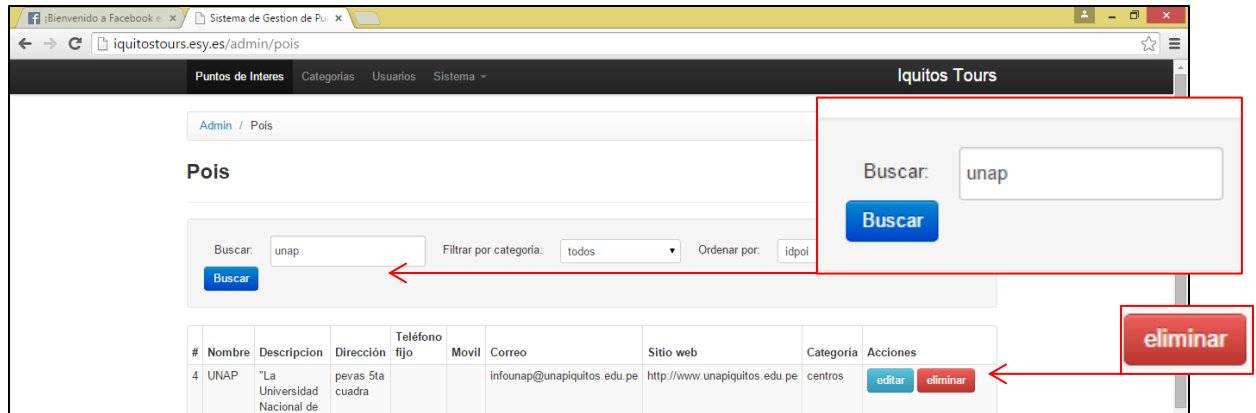 ¡Bienvenido a Facebook e
Sistema de Gestion de Pu
iquitostours.esy.es/admin/pois
Puntos de Interes Categorias Usuarios Sistema
Iquitos Tours
Admin / Pois
Pois
Buscar: unap
Buscar
Buscar: unap Filtrar por categoria: todos Ordenar por: idpoi
Buscar
eliminar
# Nombre Descripcion Dirección Teléfono fijo Movil Correo Sitio web Categoria Acciones
4 UNAP "La pevas 5ta infounap@unapiquitos.edu.pe http://www.unapiquitos.edu.pe centros editar eliminar
Universidad cuadra
Nacional de